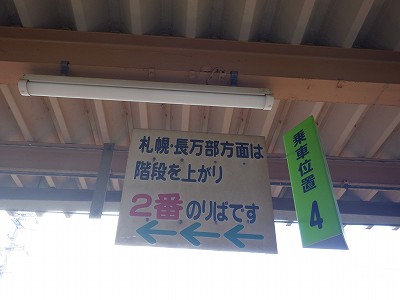 札幌・長万部方面は
階段を上がり
2番のりばです
乗車位置 4